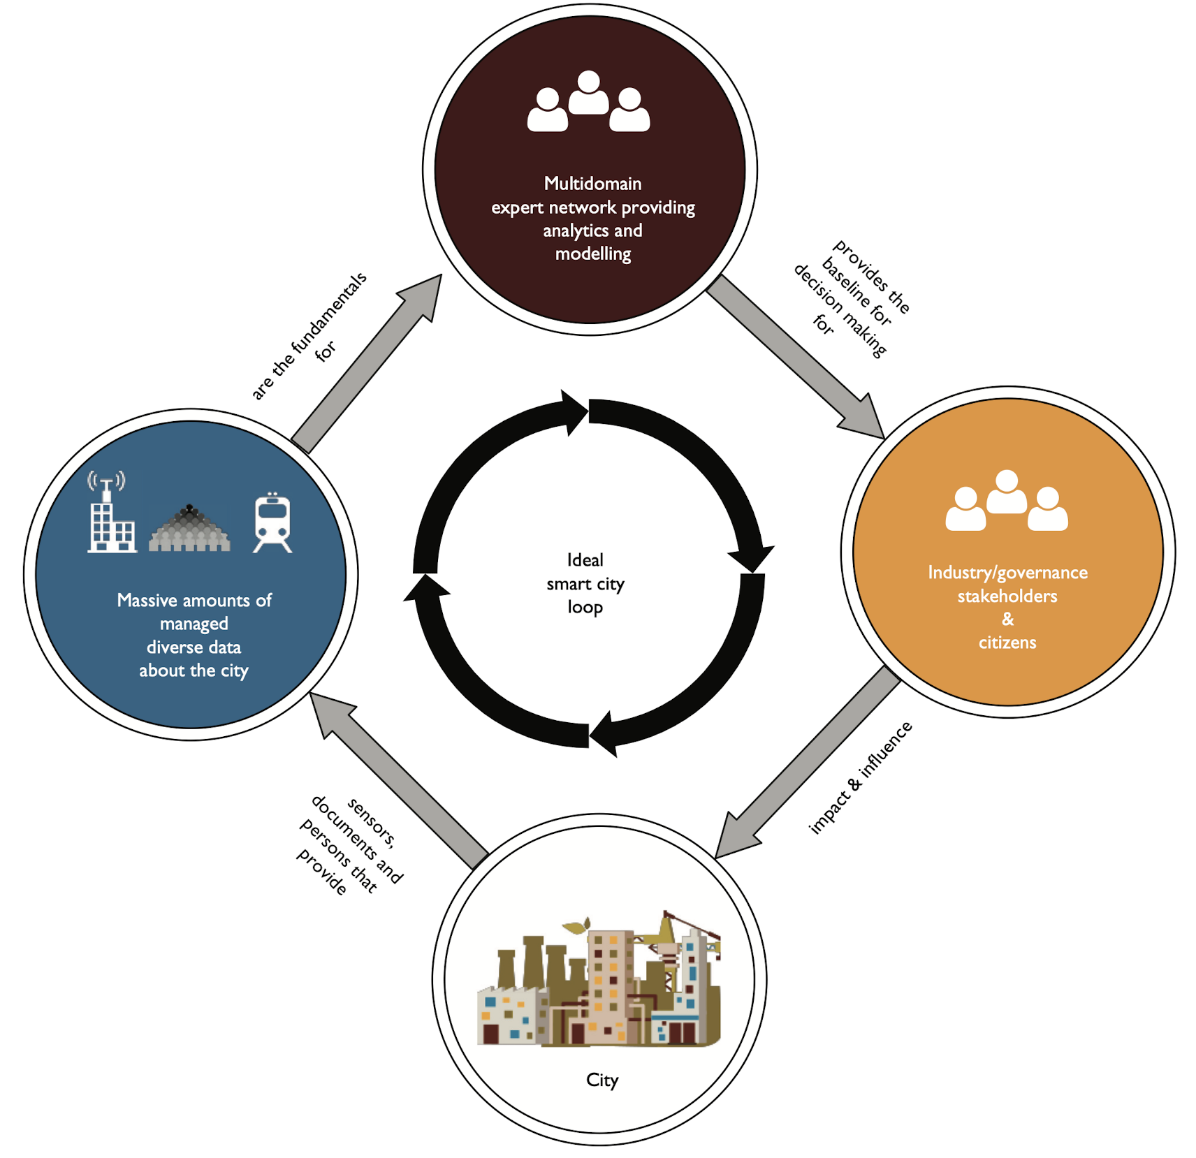 Multidomain
expert network providing
analytics and
modelling
provides the
baseline for
decision making
for
are the fundamentals
for
Industry/governance
stakeholders
&
citizens
Ideal
smart city
loop
Massive amounts of
managed
diverse data
about the city
impact & influence
sensors,
documents and
persons that
provide
City